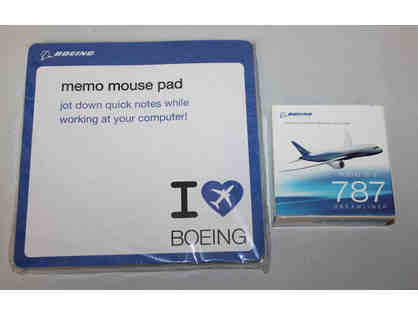 BOEING
memo mouse pad
jot down quick notes while
working at your computer!
I
BOEING
BOEING
787
DREAMLINER